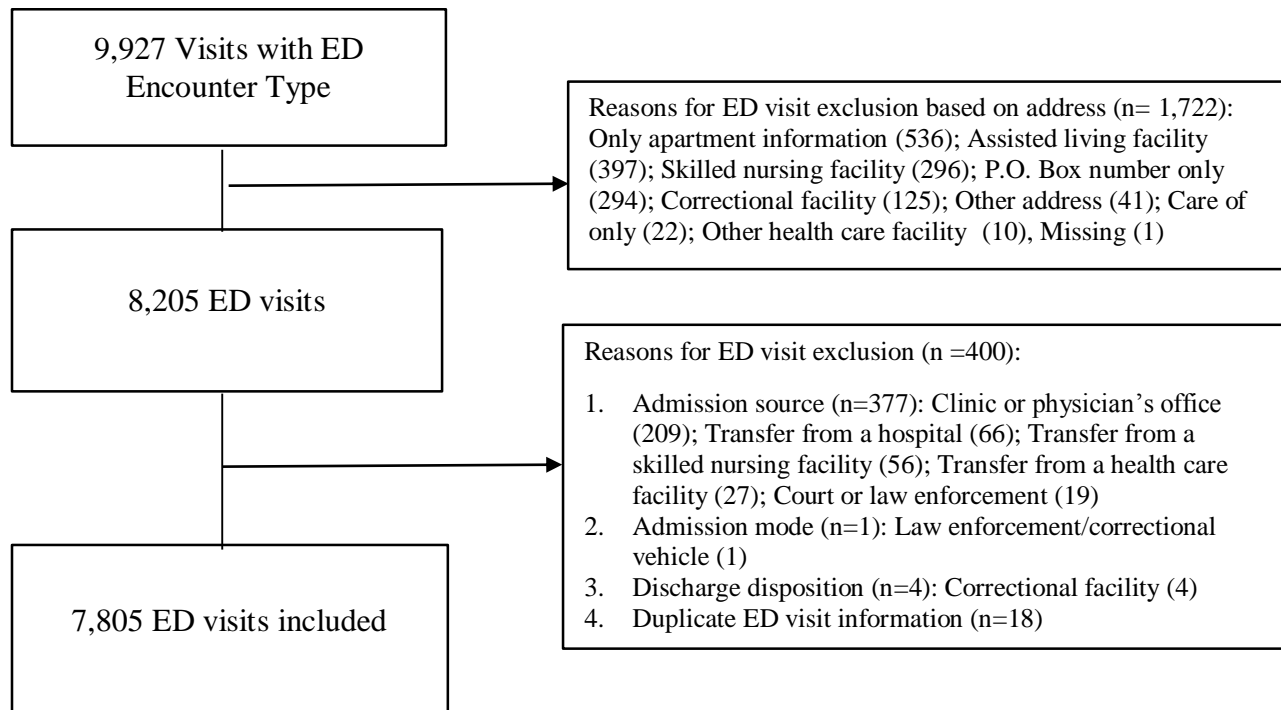 9,927 Visits with ED
Encounter Type
Reasons for ED visit exclusion based on address (n= 1,722):
Only apartment information (536); Assisted living facility
(397); Skilled nursing facility (296); P.O. Box number only
(294); Correctional facility (125); Other address (41); Care of
only (22); Other health care facility  (10), Missing (1)
8,205 ED visits
Reasons for ED visit exclusion (n =400):
1. Admission source (n=377): Clinic or physician’s office
(209); Transfer from a hospital (66); Transfer from a
skilled nursing facility (56); Transfer from a health care
facility (27); Court or law enforcement (19)
2. Admission mode (n=1): Law enforcement/correctional
vehicle (1)
3. Discharge disposition (n=4): Correctional facility (4)
4. Duplicate ED visit information (n=18)
7,805 ED visits included